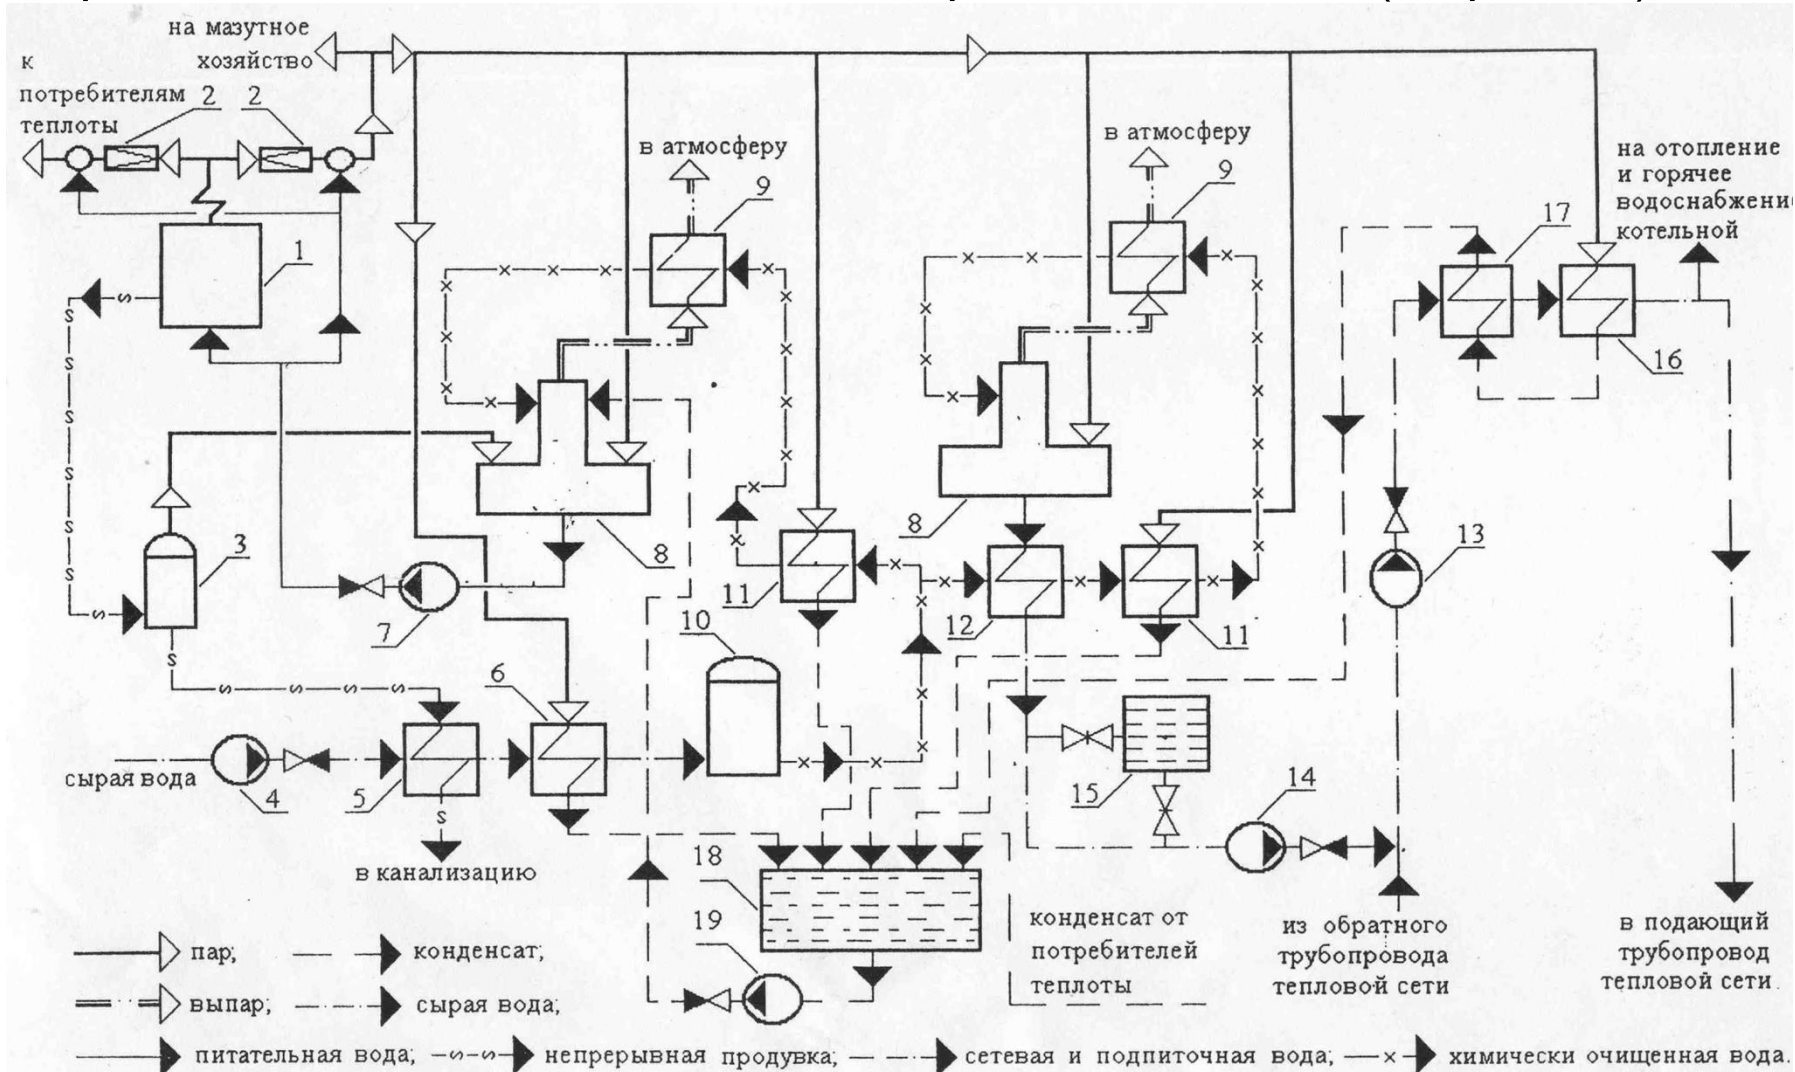 на мазутное
хозяйство
к
потребителям
теплоты
2
2
в атмосферу
9
в атмосферу
9
на отопление
и горячее
водоснабжени
котельной
17
1
16
3
8
8
13
7
11
10
12
11
6
сырая вода
4
5
15
14
в канализацию
18
19
конденсат от
потребителей
теплоты
из обратного
трубопровода
тепловой сети
в подающий
трубопровод
тепловой сети.
пар;
конденсат;
выпар;
сырая вода;
питательная вода;
непрерывная продувка;
сетевая и подпиточная вода;
химически очищенная вода.